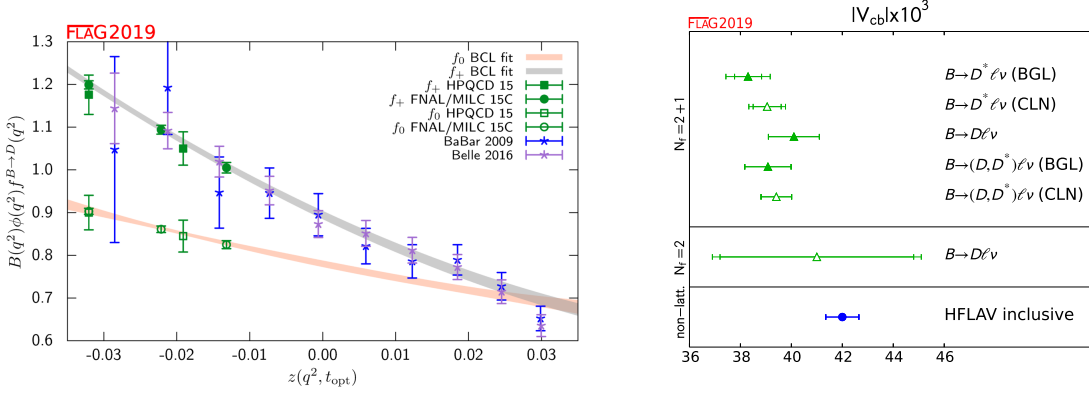 FLAG2019
f₀ BCL fit
f₊ BCL fit
f₊ HPQCD 15
f₊ FNAL/MILC 15C
f₀ HPQCD 15
f₀ FNAL/MILC 15C
BaBar 2009
Belle 2016
1.3
1.2
1.1
1.0
0.9
0.8
0.7
0.6
B(q²)ϕ(q²)f^{B→D}(q²)
-0.03 -0.02 -0.01 0.00 0.01 0.02 0.03
z(q², t_opt)
|V_cb|x10³
FLAG2019
N_f=2+1
B→D*ℓν (BGL)
B→D*ℓν (CLN)
B→Dℓν
B→(D,D*)ℓν (BGL)
B→(D,D*)ℓν (CLN)
N_f=2
B→Dℓν
non-latt.
HFLAV inclusive
36 38 40 42 44 46